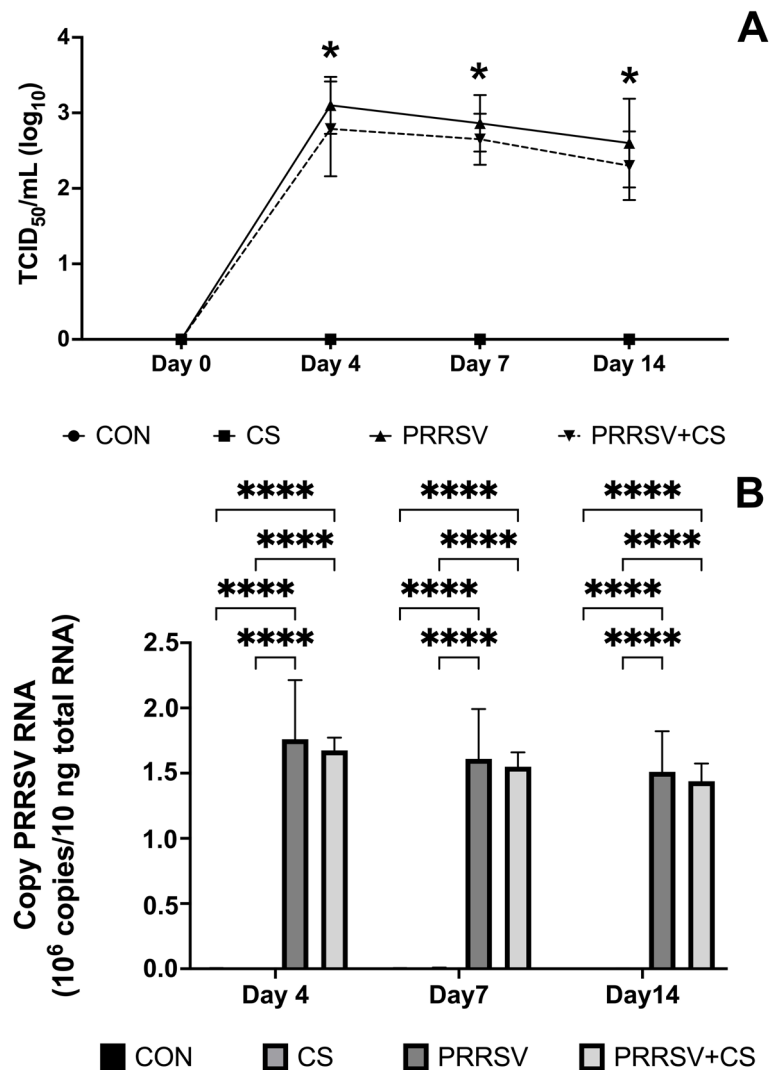 A
TCID50/mL (log10)
4
3
2
1
0
* * *
Day 0 Day 4 Day 7 Day 14
CON CS PRRSV PRRSV+CS
B
**** **** ****
**** **** ****
**** **** ****
**** **** ****
Copy PRRSV RNA
(10^6 copies/10 ng total RNA)
2.5
2.0
1.5
1.0
0.5
0.0
Day 4 Day7 Day14
CON CS PRRSV PRRSV+CS